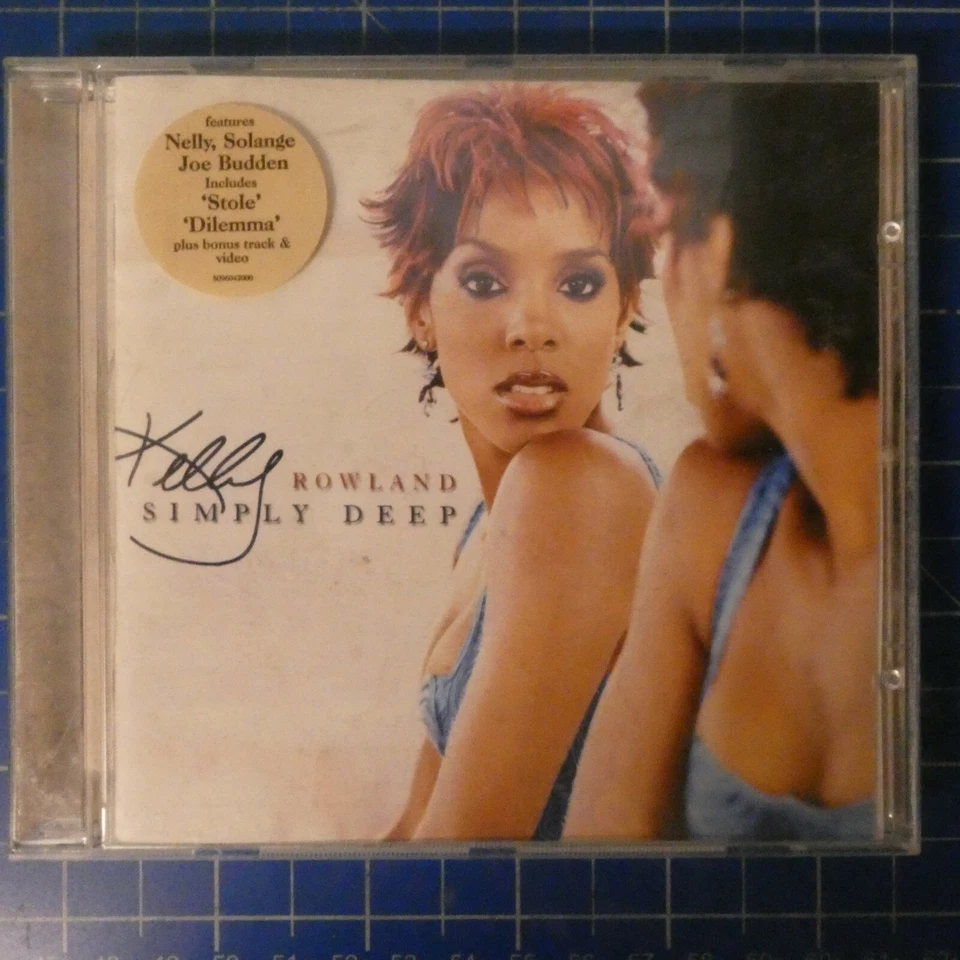 features
Nelly, Solange
Joe Budden
Includes
‘Stole’
‘Dilemma’
plus bonus track &
video
Kelly ROWLAND
SIMPLY DEEP